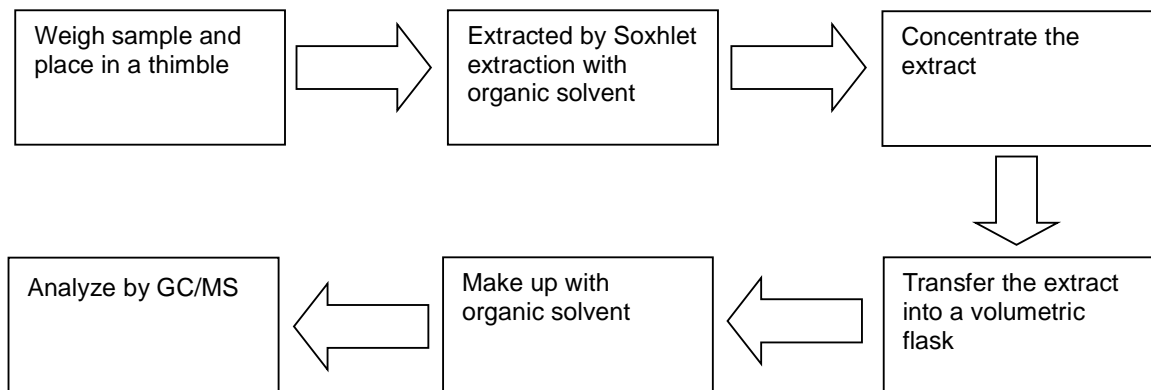 Weigh sample and
place in a thimble
Extracted by Soxhlet
extraction with
organic solvent
Concentrate the
extract
Transfer the extract
into a volumetric
flask
Make up with
organic solvent
Analyze by GC/MS